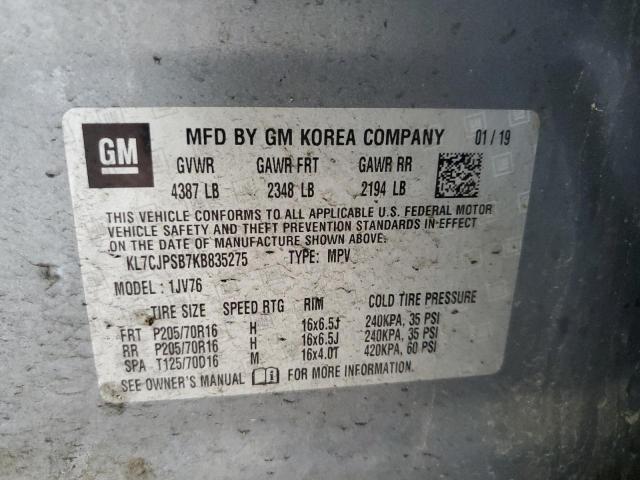 GM MFD BY GM KOREA COMPANY 01/19
GVWR GAWR FRT GAWR RR
4387 LB 2348 LB 2194 LB
THIS VEHICLE CONFORMS TO ALL APPLICABLE U.S. FEDERAL MOTOR
VEHICLE SAFETY AND THEFT PREVENTION STANDARDS IN EFFECT
ON THE DATE OF MANUFACTURE SHOWN ABOVE.
KL7CJPSB7KB835275 TYPE: MPV
MODEL: 1JV76
TIRE SIZE SPEED RTG RIM COLD TIRE PRESSURE
FRT P205/70R16 H 16x6.5J 240KPA, 35 PSI
RR P205/70R16 H 16x6.5J 240KPA, 35 PSI
SPA T125/70D16 M 16x4.0T 420KPA, 60 PSI
SEE OWNER'S MANUAL FOR MORE INFORMATION.